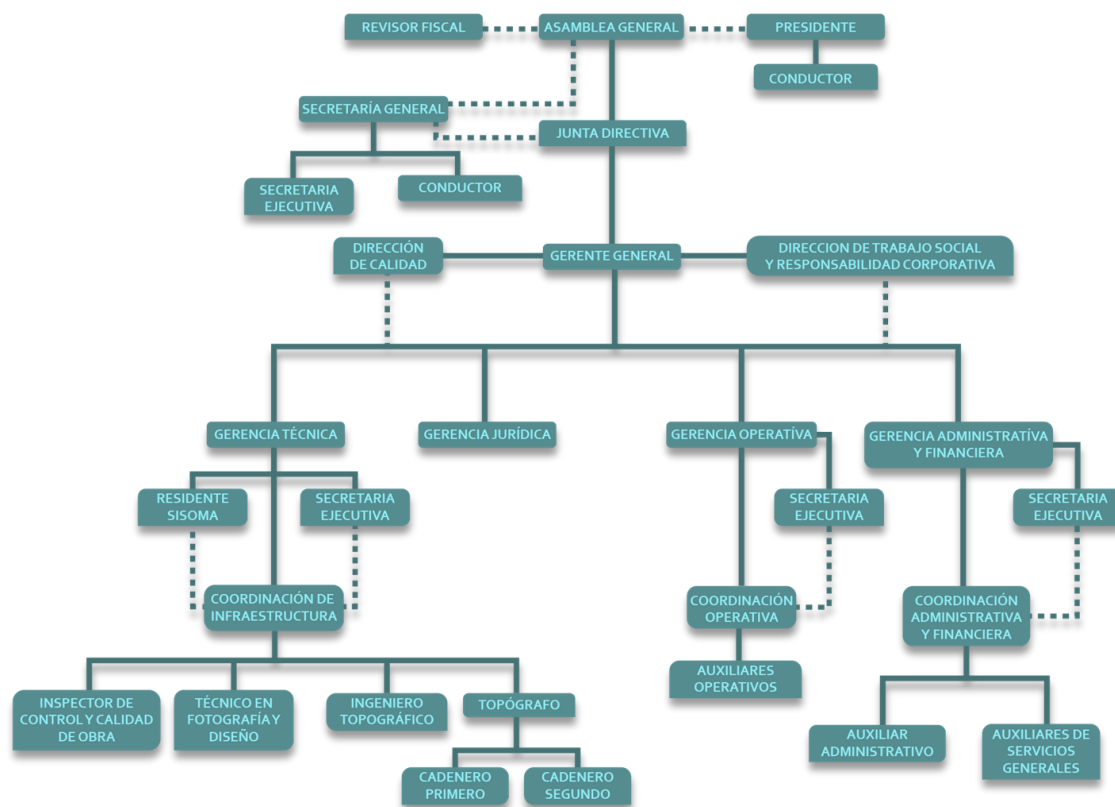 REVISOR FISCAL
ASAMBLEA GENERAL
PRESIDENTE
CONDUCTOR
SECRETARÍA GENERAL
JUNTA DIRECTIVA
SECRETARIA
EJECUTIVA
CONDUCTOR
DIRECCIÓN
DE CALIDAD
GERENTE GENERAL
DIRECCION DE TRABAJO SOCIAL
Y RESPONSABILIDAD CORPORATIVA
GERENCIA TÉCNICA
GERENCIA JURÍDICA
GERENCIA OPERATÍVA
GERENCIA ADMINISTRATÍVA
Y FINANCIERA
RESIDENTE
SISOMA
SECRETARIA
EJECUTIVA
SECRETARIA
EJECUTIVA
SECRETARIA
EJECUTIVA
COORDINACIÓN DE
INFRAESTRUCTURA
COORDINACIÓN
OPERATIVA
COORDINACIÓN
ADMINISTRATIVA
Y FINANCIERA
AUXILIARES
OPERATIVOS
INSPECTOR DE
CONTROL Y CALIDAD
DE OBRA
TÉCNICO EN
FOTOGRAFÍA Y
DISEÑO
INGENIERO
TOPOGRÁFICO
TOPÓGRAFO
AUXILIAR
ADMINISTRATIVO
AUXILIARES DE
SERVICIOS
GENERALES
CADENERO
PRIMERO
CADENERO
SEGUNDO